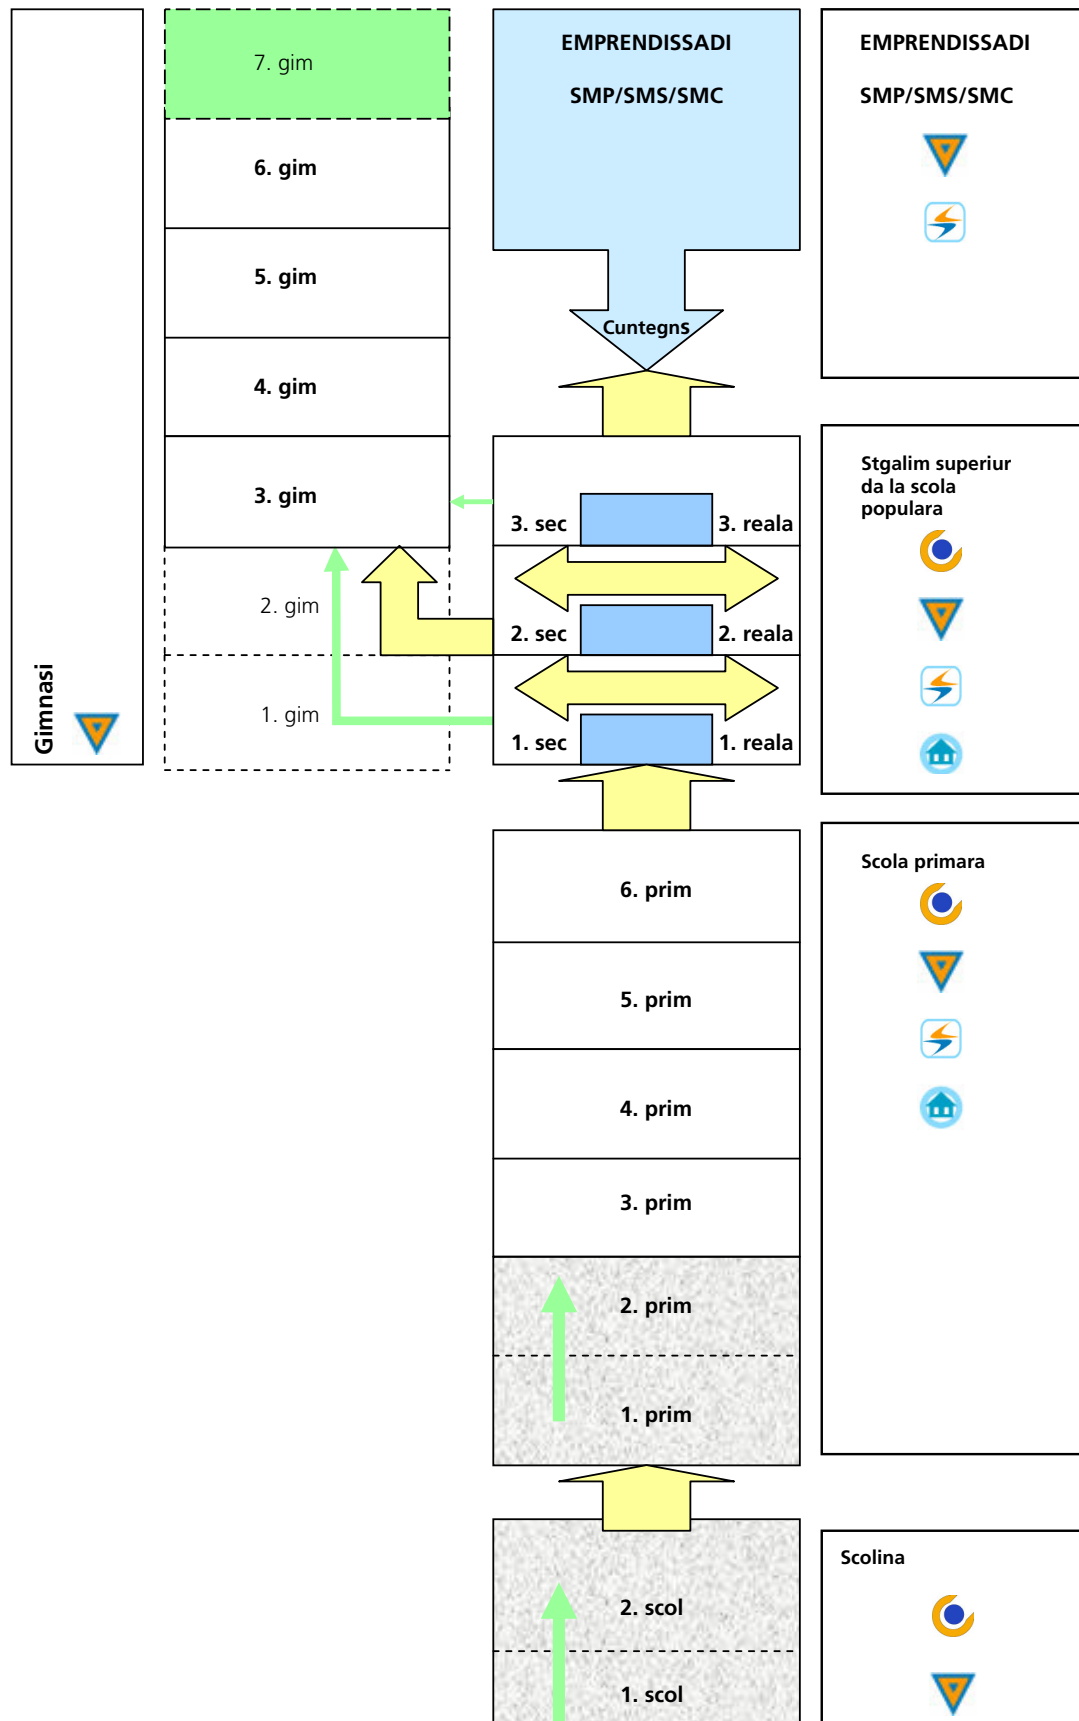 7. gim
6. gim
5. gim
4. gim
3. gim
2. gim
1. gim
Gimnasi
EMPRENDISSADI
SMP/SMS/SMC
Cuntegns
3. sec 3. reala
2. sec 2. reala
1. sec 1. reala
6. prim
5. prim
4. prim
3. prim
2. prim
1. prim
2. scol
1. scol
EMPRENDISSADI
SMP/SMS/SMC
Stgalim superiur
da la scola
populara
Scola primara
Scolina